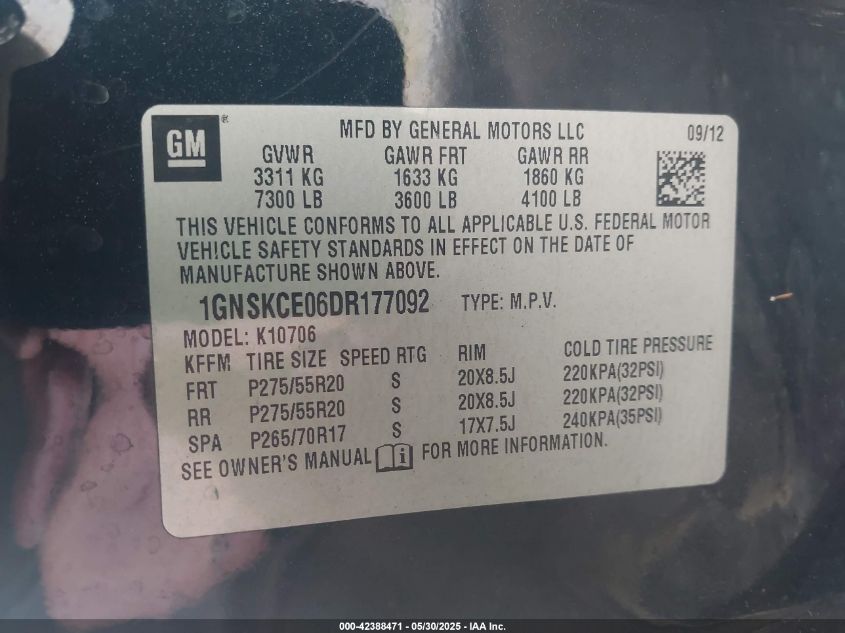 GM ®
MFD BY GENERAL MOTORS LLC 09/12
GVWR GAWR FRT GAWR RR
3311 KG 1633 KG 1860 KG
7300 LB 3600 LB 4100 LB
THIS VEHICLE CONFORMS TO ALL APPLICABLE U.S. FEDERAL MOTOR
VEHICLE SAFETY STANDARDS IN EFFECT ON THE DATE OF
MANUFACTURE SHOWN ABOVE.
1GNSKCE06DR177092 TYPE: M.P.V.
MODEL: K10706
KFFM TIRE SIZE SPEED RTG RIM COLD TIRE PRESSURE
FRT P275/55R20 S 20X8.5J 220KPA(32PSI)
RR P275/55R20 S 20X8.5J 220KPA(32PSI)
SPA P265/70R17 S 17X7.5J 240KPA(35PSI)
SEE OWNER'S MANUAL i FOR MORE INFORMATION.
000-42388471 - 05/30/2025 - IAA Inc.